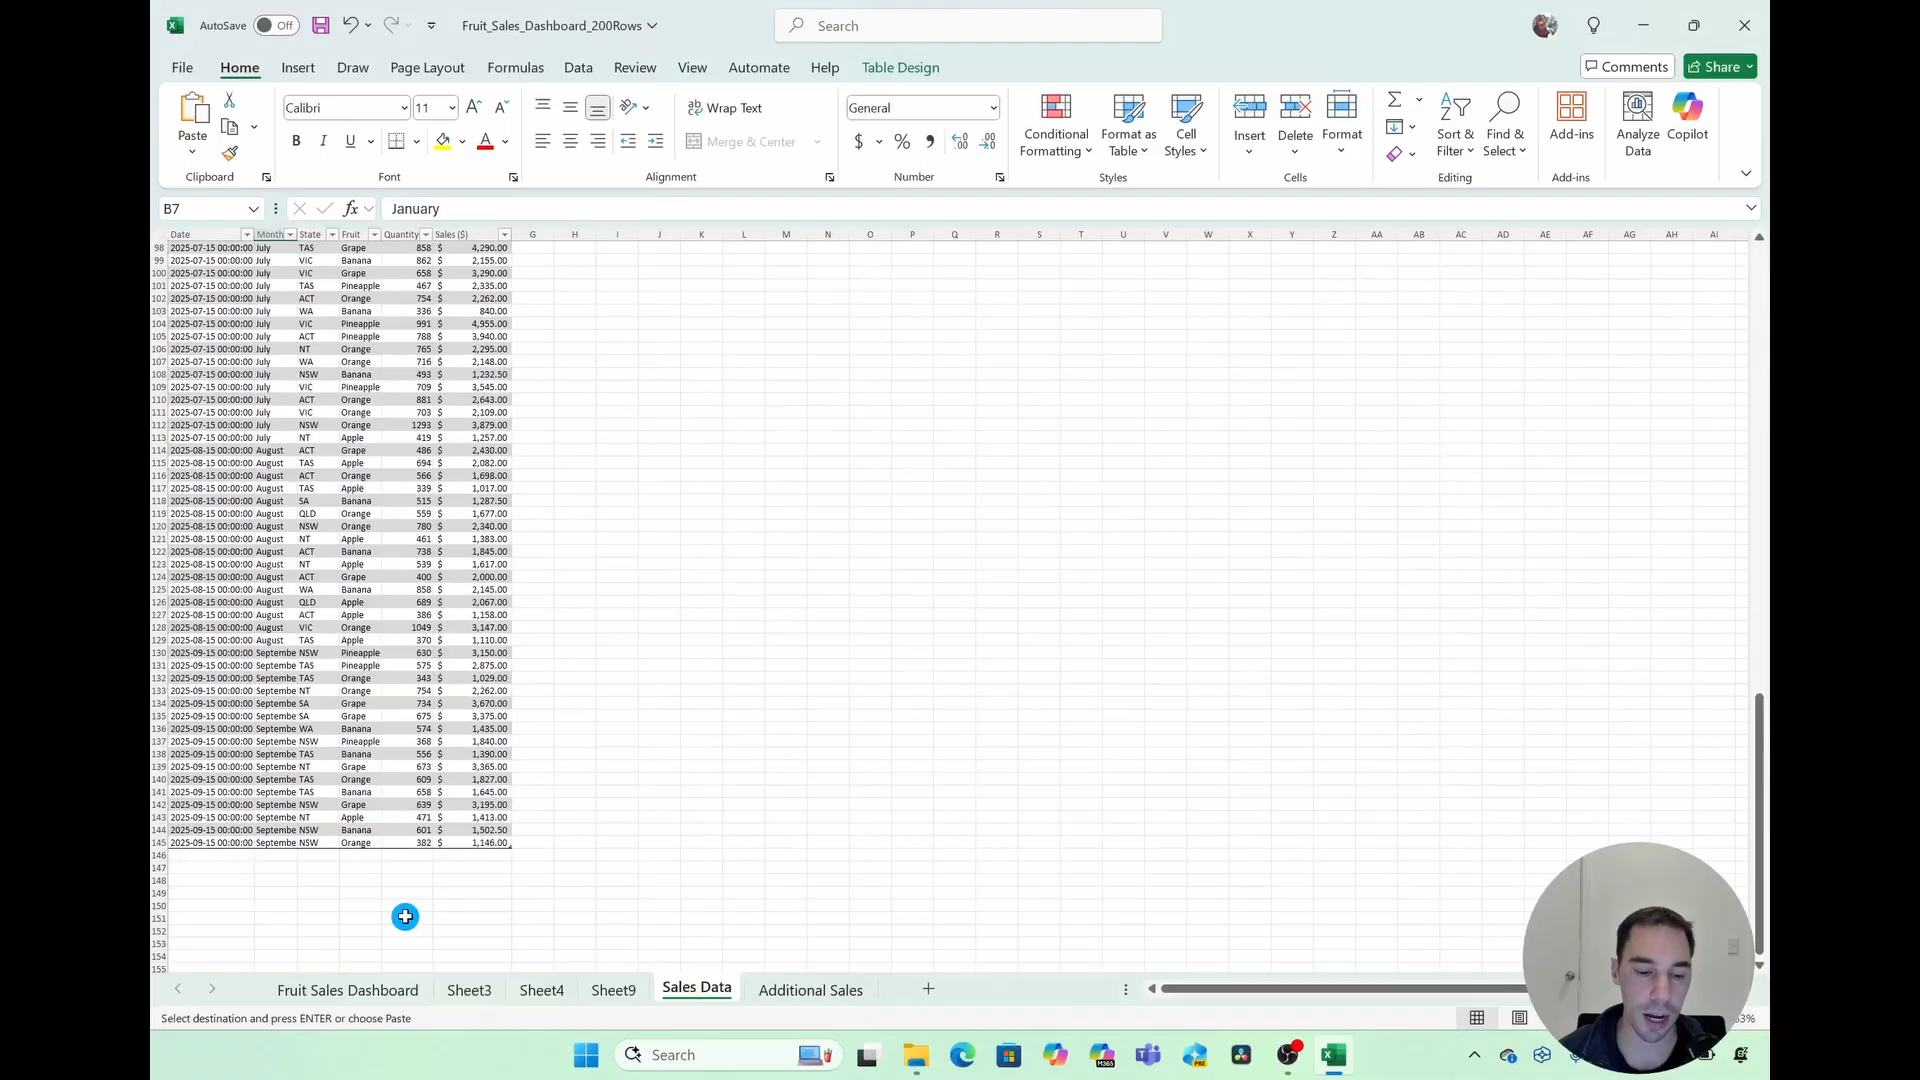 AutoSave Off Fruit_Sales_Dashboard_200Rows Search
File Home Insert Draw Page Layout Formulas Data Review View Automate Help Table Design Comments Share
Paste Calibri 11 Wrap Text General Conditional Formatting Format as Table Cell Styles Insert Delete Format Sort & Filter Find & Select Add-ins Analyze Data Copilot
B I U Merge & Center $ % ,
Clipboard Font Alignment Number Styles Cells Editing Add-ins
B7 fx January
Date Month State Fruit Quantity Sales ($) G H I J K L M N O P Q R S T U V W X Y Z AA AB AC AD AE AF AG AH AI
98 2025-07-15 00:00:00 July TAS Grape 858 $ 4,290.00
99 2025-07-15 00:00:00 July VIC Banana 862 $ 2,155.00
100 2025-07-15 00:00:00 July VIC Grape 658 $ 3,290.00
101 2025-07-15 00:00:00 July TAS Pineapple 467 $ 2,335.00
102 2025-07-15 00:00:00 July ACT Orange 754 $ 2,262.00
103 2025-07-15 00:00:00 July WA Banana 336 $ 840.00
104 2025-07-15 00:00:00 July VIC Pineapple 991 $ 4,955.00
105 2025-07-15 00:00:00 July ACT Pineapple 788 $ 3,940.00
106 2025-07-15 00:00:00 July NT Orange 765 $ 2,295.00
107 2025-07-15 00:00:00 July WA Orange 716 $ 2,148.00
108 2025-07-15 00:00:00 July NSW Banana 493 $ 1,232.50
109 2025-07-15 00:00:00 July VIC Pineapple 709 $ 3,545.00
110 2025-07-15 00:00:00 July ACT Orange 881 $ 2,643.00
111 2025-07-15 00:00:00 July VIC Orange 703 $ 2,109.00
112 2025-07-15 00:00:00 July NSW Orange 1293 $ 3,879.00
113 2025-07-15 00:00:00 July NT Apple 419 $ 1,257.00
114 2025-08-15 00:00:00 August ACT Grape 486 $ 2,430.00
115 2025-08-15 00:00:00 August TAS Apple 694 $ 2,082.00
116 2025-08-15 00:00:00 August ACT Orange 566 $ 1,698.00
117 2025-08-15 00:00:00 August TAS Apple 339 $ 1,017.00
118 2025-08-15 00:00:00 August SA Banana 515 $ 1,287.50
119 2025-08-15 00:00:00 August QLD Orange 559 $ 1,677.00
120 2025-08-15 00:00:00 August NSW Orange 780 $ 2,340.00
121 2025-08-15 00:00:00 August NT Apple 461 $ 1,383.00
122 2025-08-15 00:00:00 August ACT Banana 738 $ 1,845.00
123 2025-08-15 00:00:00 August NT Apple 539 $ 1,617.00
124 2025-08-15 00:00:00 August ACT Grape 400 $ 2,000.00
125 2025-08-15 00:00:00 August WA Banana 858 $ 2,145.00
126 2025-08-15 00:00:00 August QLD Apple 689 $ 2,067.00
127 2025-08-15 00:00:00 August ACT Apple 386 $ 1,158.00
128 2025-08-15 00:00:00 August VIC Orange 1049 $ 3,147.00
129 2025-08-15 00:00:00 August TAS Apple 370 $ 1,110.00
130 2025-09-15 00:00:00 Septembe NSW Pineapple 630 $ 3,150.00
131 2025-09-15 00:00:00 Septembe TAS Pineapple 575 $ 2,875.00
132 2025-09-15 00:00:00 Septembe TAS Orange 343 $ 1,029.00
133 2025-09-15 00:00:00 Septembe NT Orange 754 $ 2,262.00
134 2025-09-15 00:00:00 Septembe SA Grape 734 $ 3,670.00
135 2025-09-15 00:00:00 Septembe SA Grape 675 $ 3,375.00
136 2025-09-15 00:00:00 Septembe WA Banana 574 $ 1,435.00
137 2025-09-15 00:00:00 Septembe NSW Pineapple 368 $ 1,840.00
138 2025-09-15 00:00:00 Septembe TAS Banana 556 $ 1,390.00
139 2025-09-15 00:00:00 Septembe NT Grape 673 $ 3,365.00
140 2025-09-15 00:00:00 Septembe TAS Orange 609 $ 1,827.00
141 2025-09-15 00:00:00 Septembe TAS Banana 658 $ 1,645.00
142 2025-09-15 00:00:00 Septembe NSW Grape 639 $ 3,195.00
143 2025-09-15 00:00:00 Septembe NT Apple 471 $ 1,413.00
144 2025-09-15 00:00:00 Septembe NSW Banana 601 $ 1,502.50
145 2025-09-15 00:00:00 Septembe NSW Orange 382 $ 1,146.00
146
147
148
149
150
151
152
153
154
155
Fruit Sales Dashboard Sheet3 Sheet4 Sheet9 Sales Data Additional Sales
Select destination and press ENTER or choose Paste
Search M365 PRE